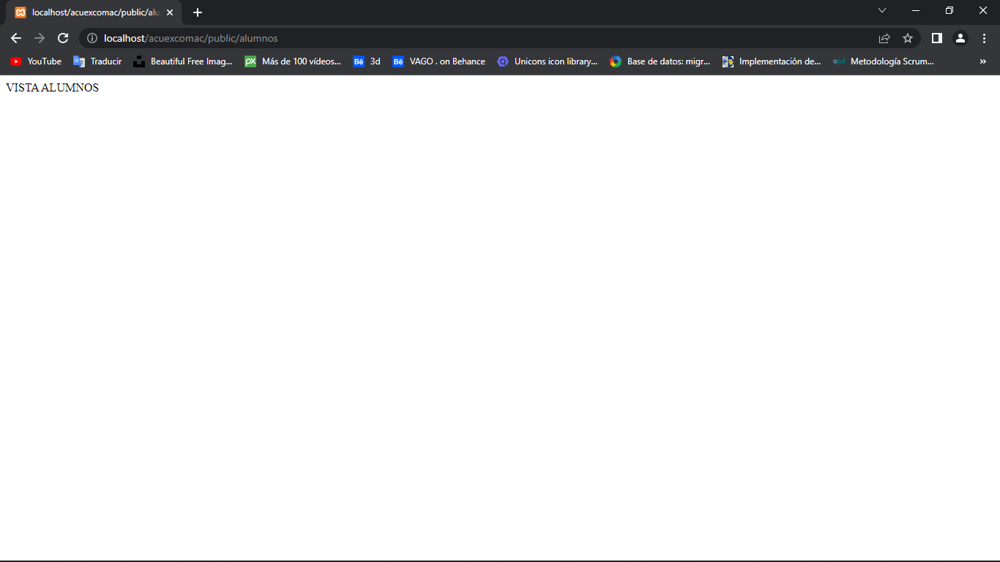 localhost/acuexcomac/public/alu
localhost/acuexcomac/public/alumnos
YouTube Traducir Beautiful Free Imag... Más de 100 vídeos... 3d VAGO . on Behance Unicons icon library... Base de datos: migr... Implementación de... Metodología Scrum...
VISTA ALUMNOS